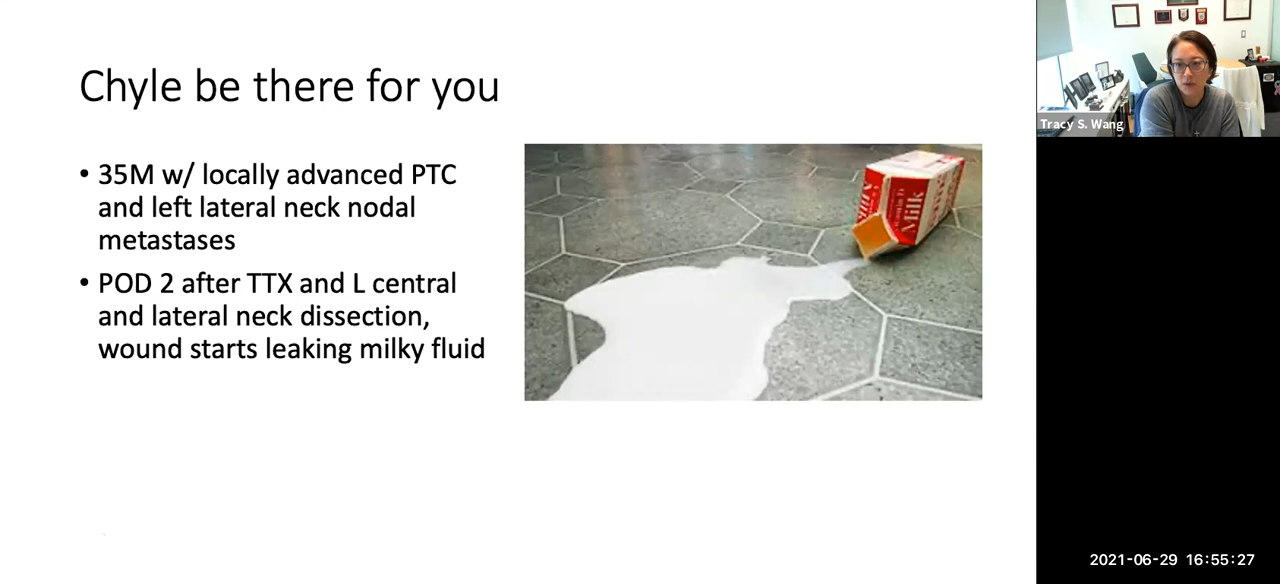 Chyle be there for you
• 35M w/ locally advanced PTC
and left lateral neck nodal
metastases
• POD 2 after TTX and L central
and lateral neck dissection,
wound starts leaking milky fluid
Milk
Tracy S. Wang
2021-06-29 16:55:27